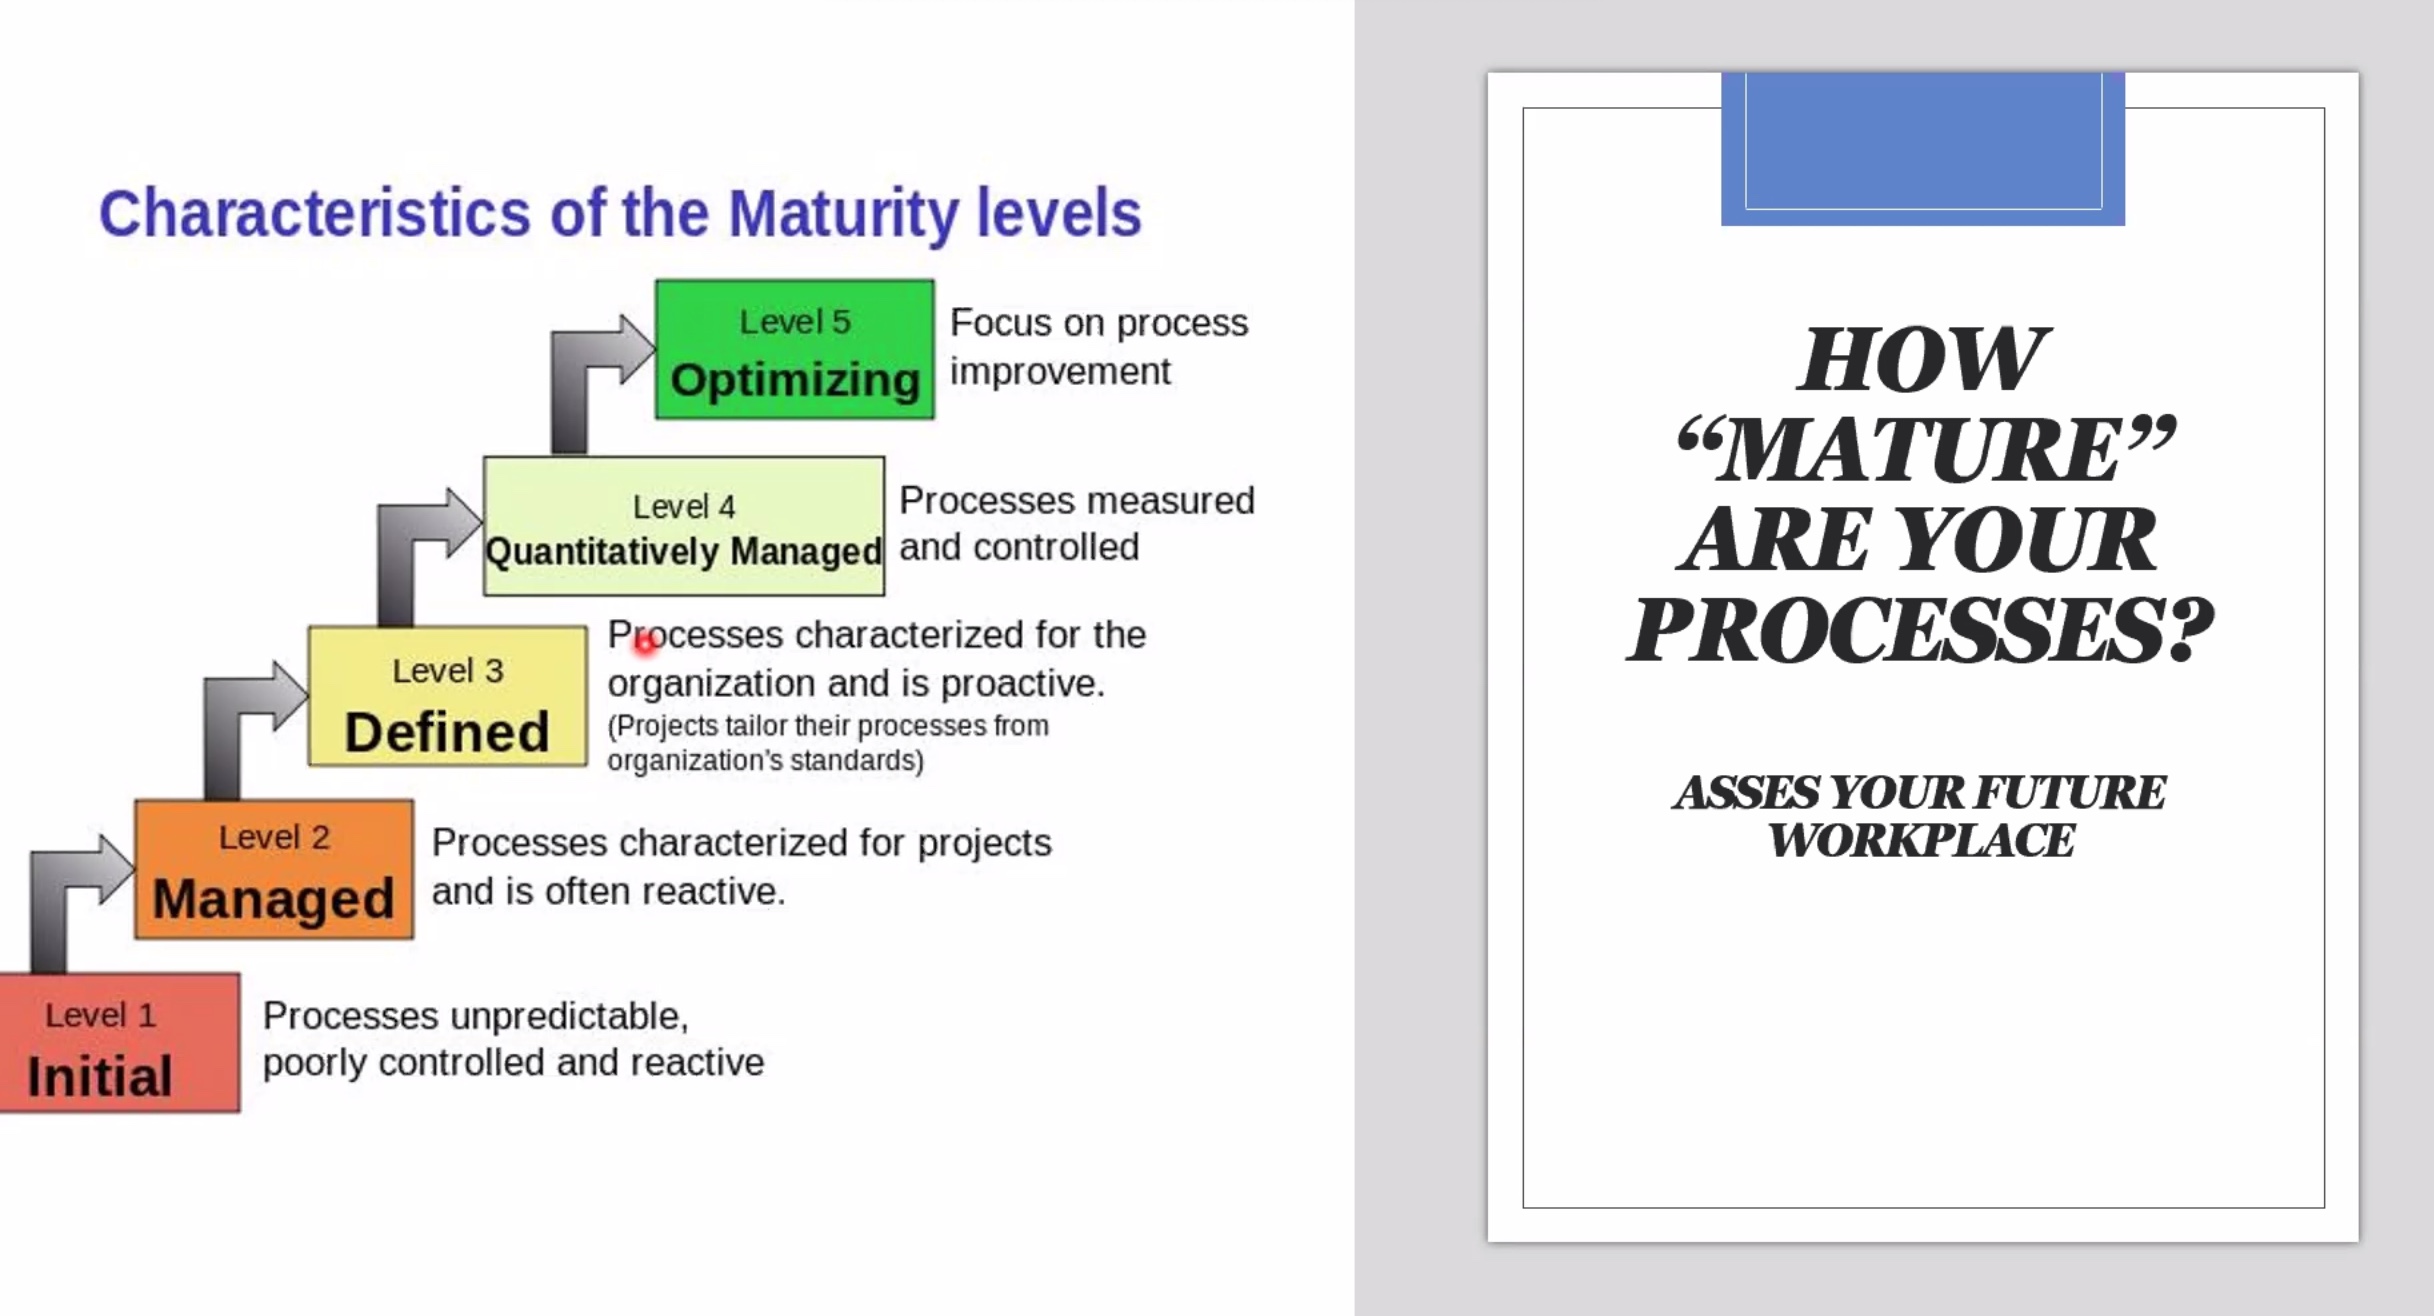 Characteristics of the Maturity levels
Level 5
Optimizing
Focus on process
improvement
Level 4
Quantitatively Managed
Processes measured
and controlled
Level 3
Defined
Processes characterized for the
organization and is proactive.
(Projects tailor their processes from
organization's standards)
Level 2
Managed
Processes characterized for projects
and is often reactive.
Level 1
Initial
Processes unpredictable,
poorly controlled and reactive
HOW
“MATURE”
ARE YOUR
PROCESSES?
ASSES YOUR FUTURE
WORKPLACE